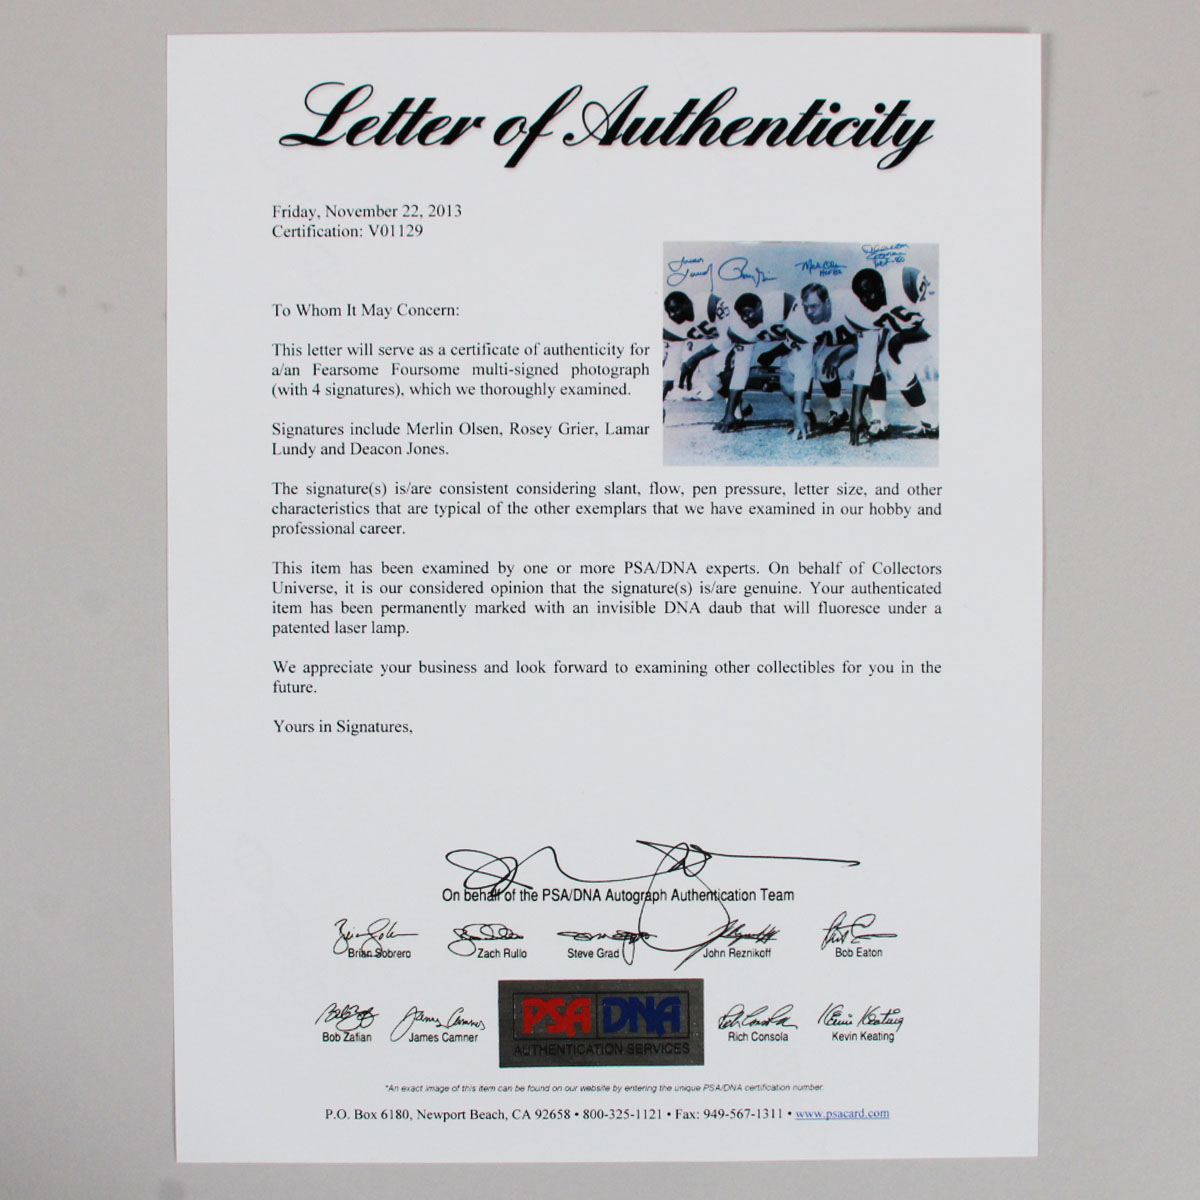 Letter of Authenticity
Friday, November 22, 2013
Certification: V01129
To Whom It May Concern:
This letter will serve as a certificate of authenticity for
a/an Fearsome Foursome multi-signed photograph
(with 4 signatures), which we thoroughly examined.
Signatures include Merlin Olsen, Rosey Grier, Lamar
Lundy and Deacon Jones.
The signature(s) is/are consistent considering slant, flow, pen pressure, letter size, and other
characteristics that are typical of the other exemplars that we have examined in our hobby and
professional career.
This item has been examined by one or more PSA/DNA experts. On behalf of Collectors
Universe, it is our considered opinion that the signature(s) is/are genuine. Your authenticated
item has been permanently marked with an invisible DNA daub that will fluoresce under a
patented laser lamp.
We appreciate your business and look forward to examining other collectibles for you in the
future.
Yours in Signatures,
On behalf of the PSA/DNA Autograph Authentication Team
Brian Sobrero Zach Rullo Steve Grad John Reznikoff Bob Eaton
Bob Zafian James Camner Rich Consola Kevin Keating
PSA DNA
AUTHENTICATION SERVICES
*An exact image of this item can be found on our website by entering the unique PSA/DNA certification number.
P.O. Box 6180, Newport Beach, CA 92658 • 800-325-1121 • Fax: 949-567-1311 • www.psacard.com